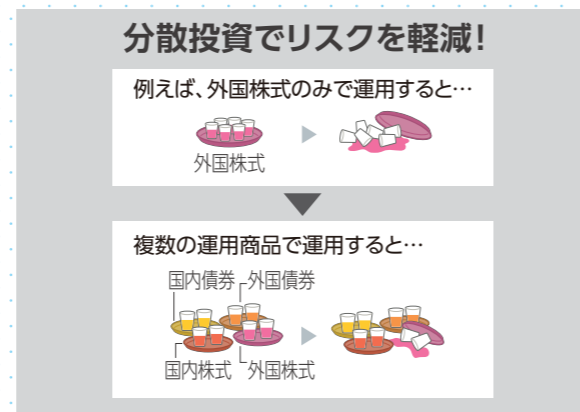 分散投資でリスクを軽減!
例えば、外国株式のみで運用すると…
外国株式
複数の運用商品で運用すると…
国内債券 外国債券
国内株式 外国株式